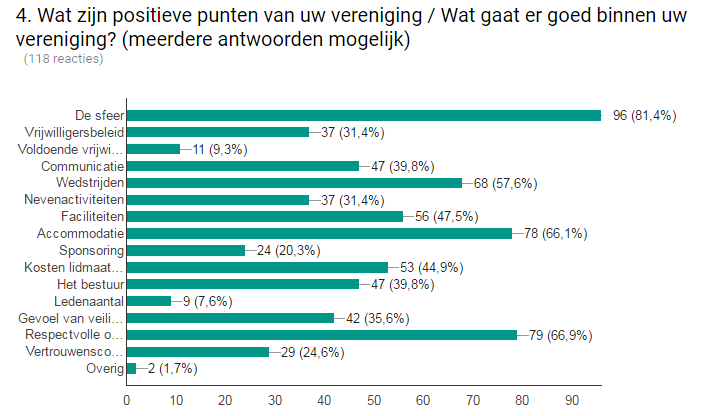 4. Wat zijn positieve punten van uw vereniging / Wat gaat er goed binnen uw
vereniging? (meerdere antwoorden mogelijk)
(118 reacties)
De sfeer 96 (81,4%)
Vrijwilligersbeleid 37 (31,4%)
Voldoende vrijwi... 11 (9,3%)
Communicatie 47 (39,8%)
Wedstrijden 68 (57,6%)
Nevenactiviteiten 37 (31,4%)
Faciliteiten 56 (47,5%)
Accommodatie 78 (66,1%)
Sponsoring 24 (20,3%)
Kosten lidmaat... 53 (44,9%)
Het bestuur 47 (39,8%)
Ledenaantal 9 (7,6%)
Gevoel van veili... 42 (35,6%)
Respectvolle o... 79 (66,9%)
Vertrouwensco... 29 (24,6%)
Overig 2 (1,7%)
0 10 20 30 40 50 60 70 80 90